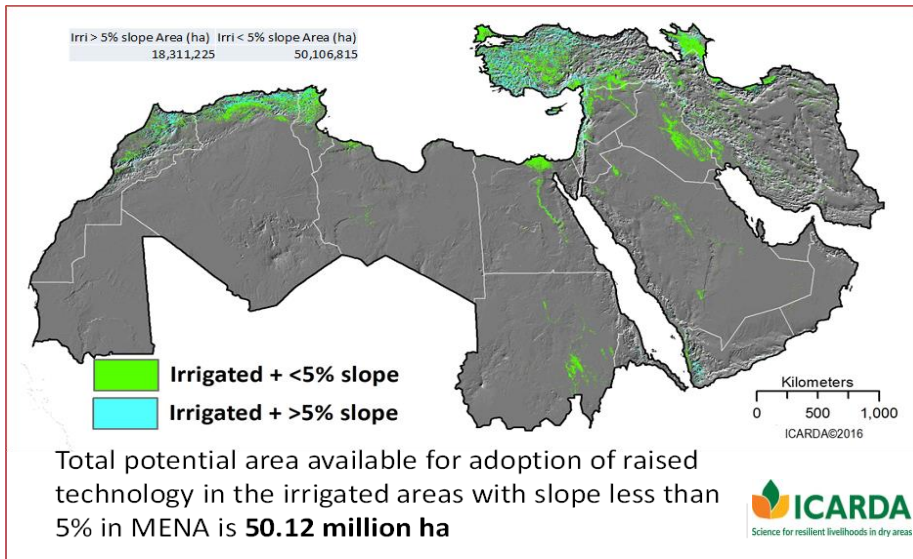 Irri > 5% slope Area (ha) Irri < 5% slope Area (ha)
18,311,225 50,106,815
Irrigated + <5% slope
Irrigated + >5% slope
Kilometers
0 500 1,000
ICARDA©2016
Total potential area available for adoption of raised
technology in the irrigated areas with slope less than
5% in MENA is 50.12 million ha
ICARDA
Science for resilient livelihoods in dry areas